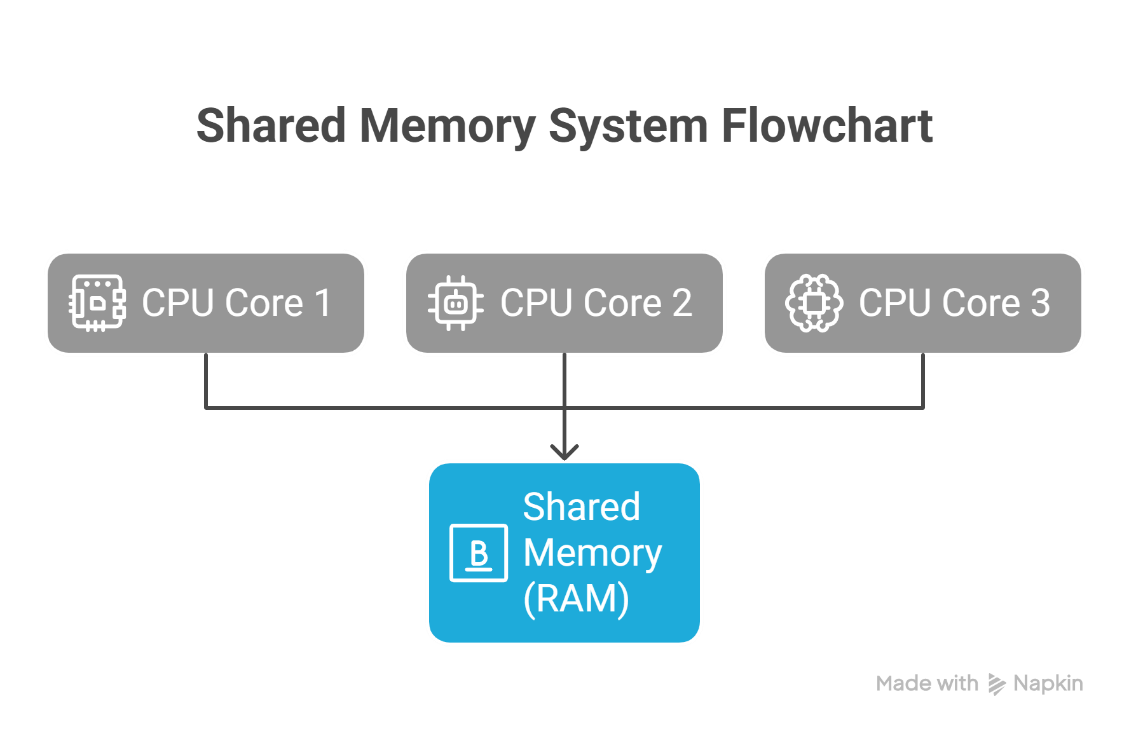 Shared Memory System Flowchart
CPU Core 1
CPU Core 2
CPU Core 3
B
Shared
Memory
(RAM)
Made with Napkin